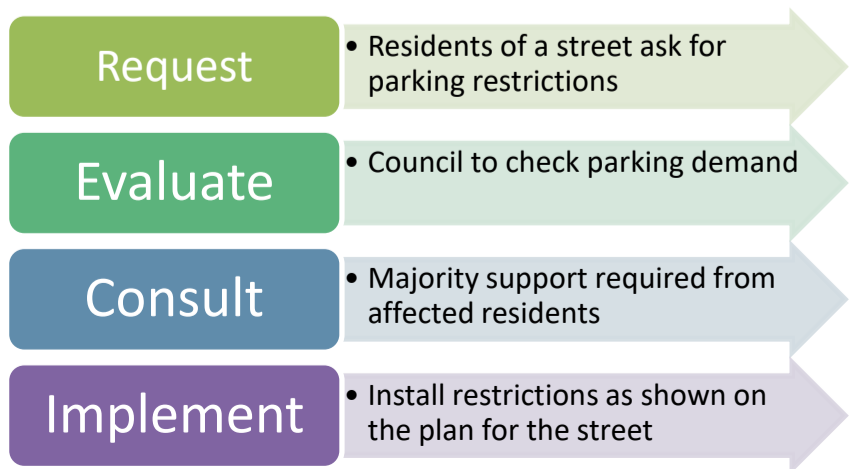 Request
• Residents of a street ask for
parking restrictions
Evaluate
• Council to check parking demand
Consult
• Majority support required from
affected residents
Implement
• Install restrictions as shown on
the plan for the street